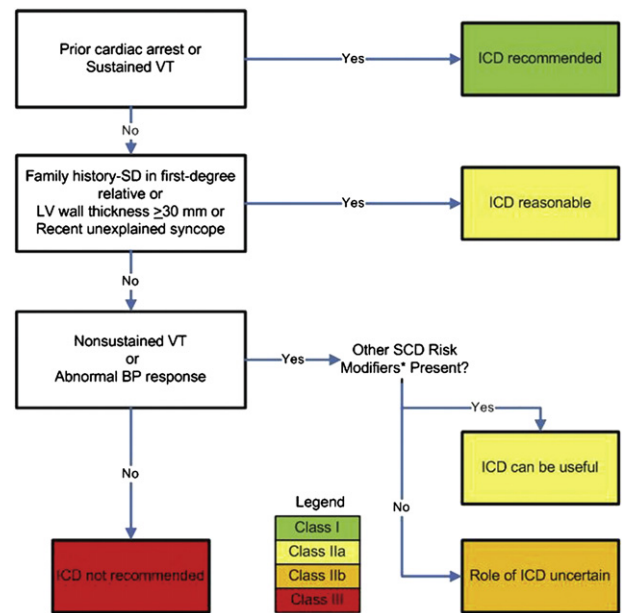 Prior cardiac arrest or
Sustained VT
Yes
ICD recommended
No
Family history-SD in first-degree
relative or
LV wall thickness ≥30 mm or
Recent unexplained syncope
Yes
ICD reasonable
No
Nonsustained VT
or
Abnormal BP response
Yes
Other SCD Risk
Modifiers* Present?
Yes
ICD can be useful
No
No
Legend
Class I
Class IIa
Class IIb
Class III
ICD not recommended
Role of ICD uncertain